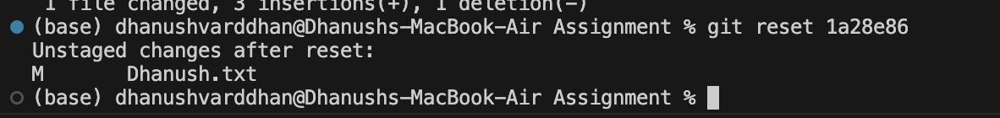 1 file changed, 3 insertions(+), 1 deletion(-)
(base) dhanushvarddhan@Dhanushs-MacBook-Air Assignment % git reset 1a28e86
Unstaged changes after reset:
M       Dhanush.txt
(base) dhanushvarddhan@Dhanushs-MacBook-Air Assignment %